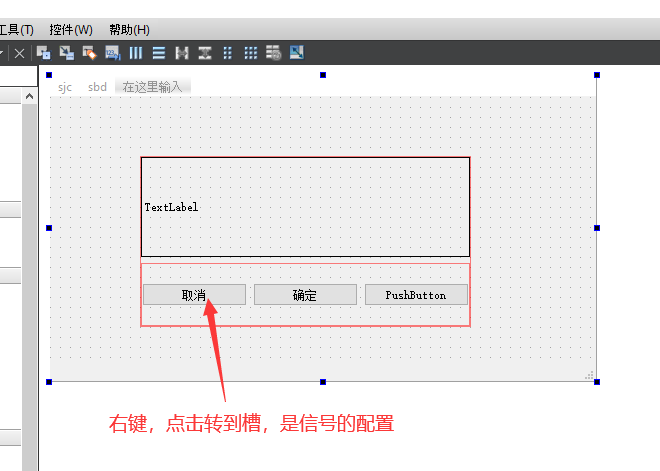 工具(T) 控件(W) 帮助(H)
sjc sbd 在这里输入
TextLabel
取消 确定 PushButton
右键，点击转到槽，是信号的配置